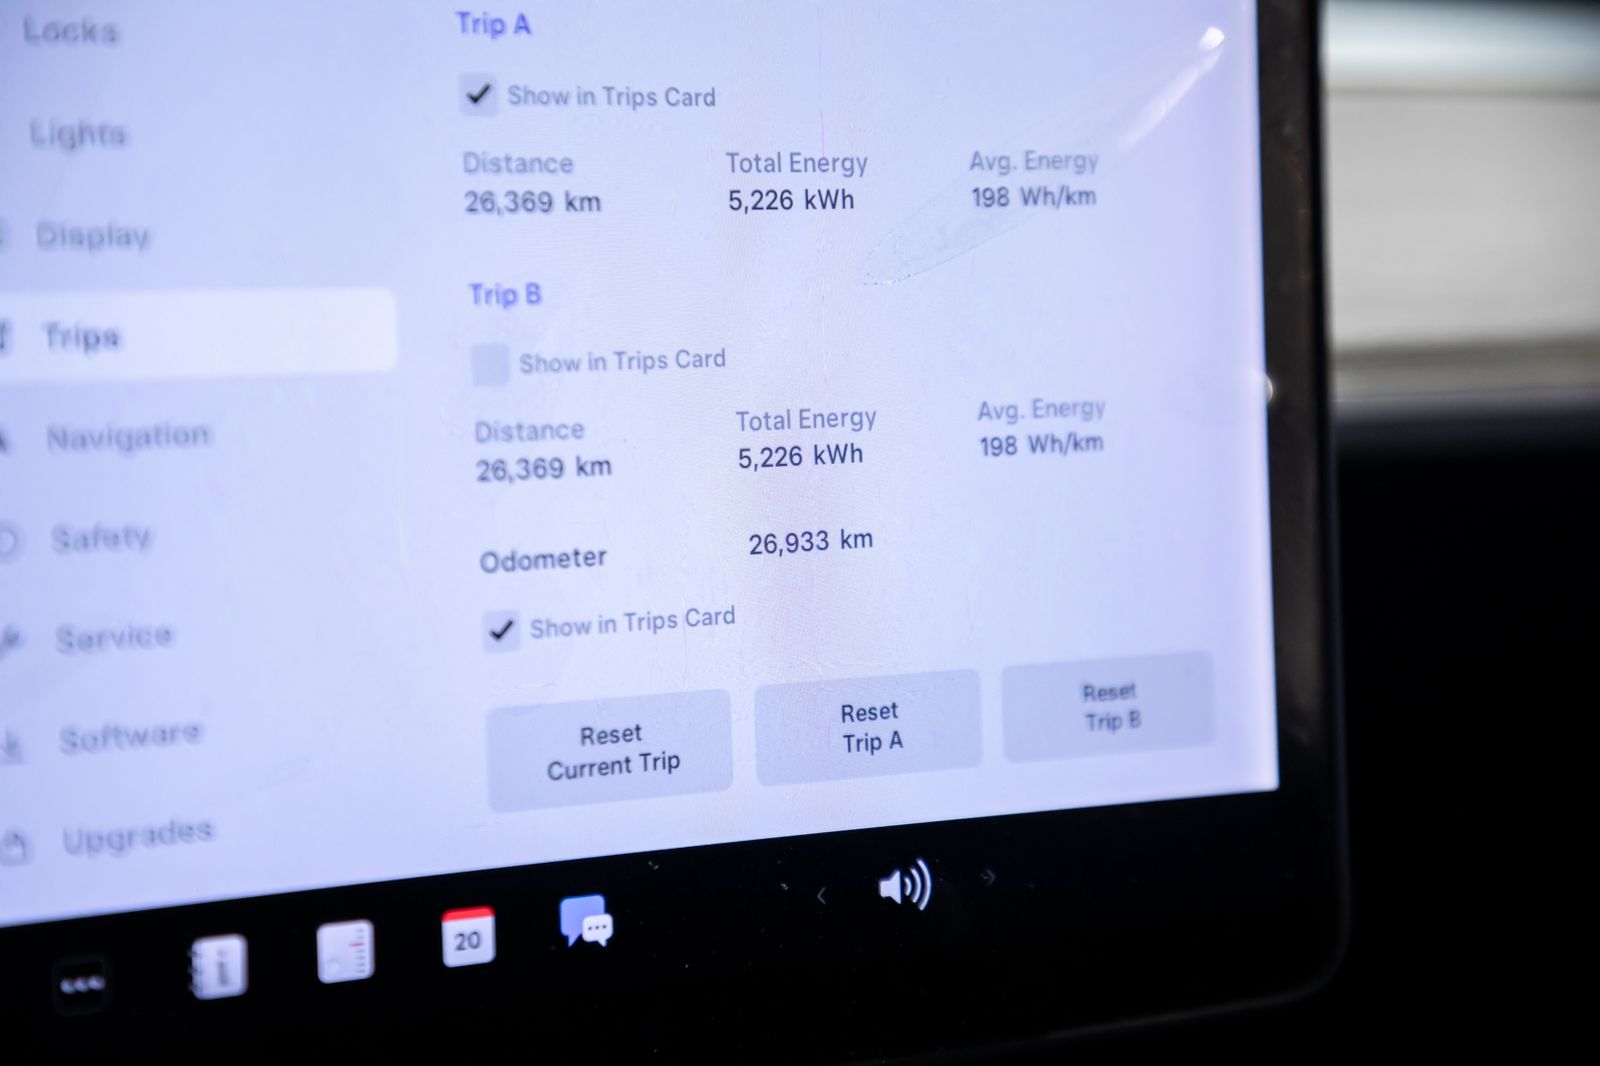 Locks
Lights
Display
Trips
Navigation
Safety
Service
Software
Upgrades
Trip A
Show in Trips Card
Distance Total Energy Avg. Energy
26,369 km 5,226 kWh 198 Wh/km
Trip B
Show in Trips Card
Distance Total Energy Avg. Energy
26,369 km 5,226 kWh 198 Wh/km
Odometer 26,933 km
Show in Trips Card
Reset
Current Trip
Reset
Trip A
Reset
Trip B
20